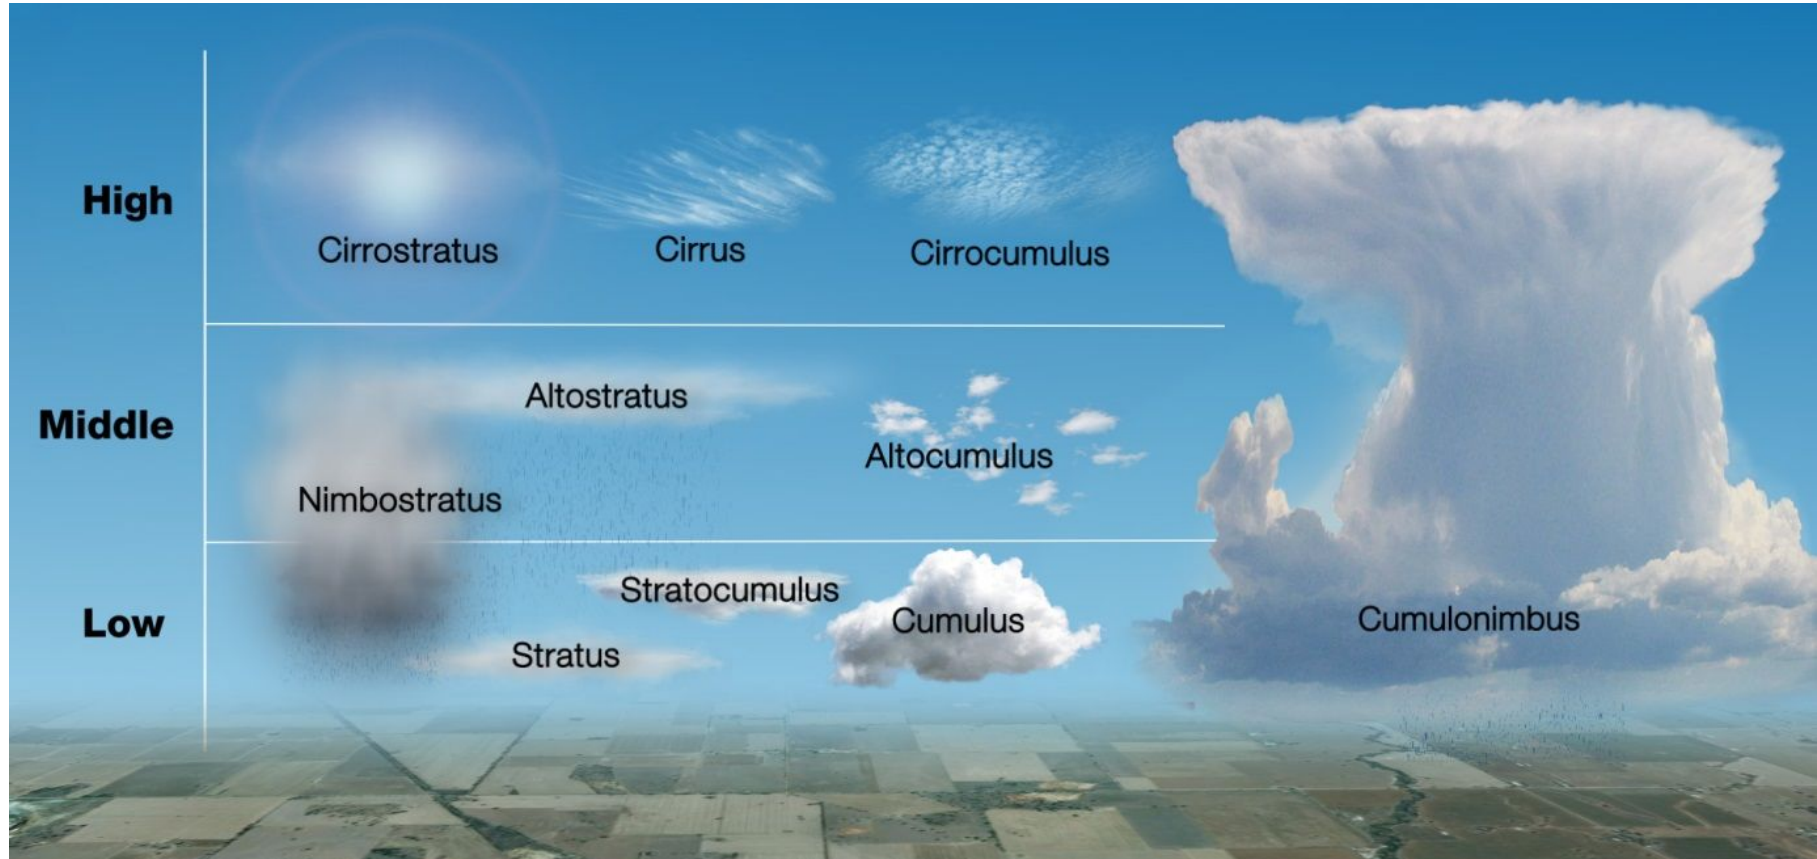 High
Cirrostratus
Cirrus
Cirrocumulus
Middle
Altostratus
Altocumulus
Nimbostratus
Low
Stratocumulus
Cumulus
Cumulonimbus
Stratus